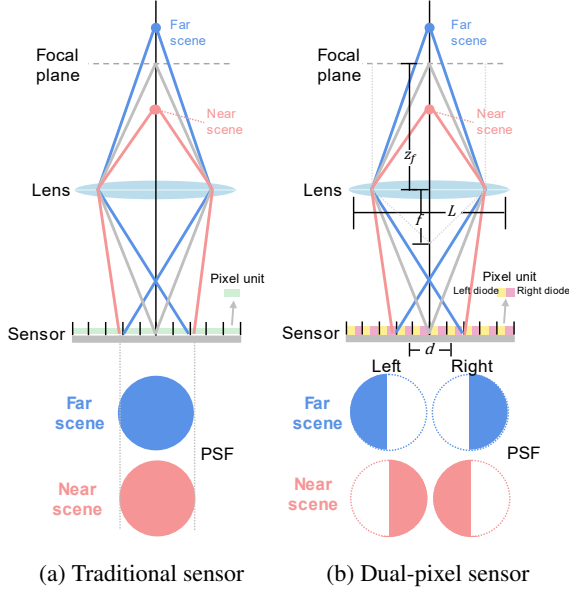 Far
scene
Focal
plane
Near
scene
Lens
Pixel unit
Sensor
Far
scene
PSF
Near
scene
(a) Traditional sensor
Far
scene
Focal
plane
Near
scene
z_f
Lens
L
f
Pixel unit
Left diode Right diode
Sensor
d
Left Right
Far
scene
PSF
Near
scene
(b) Dual-pixel sensor